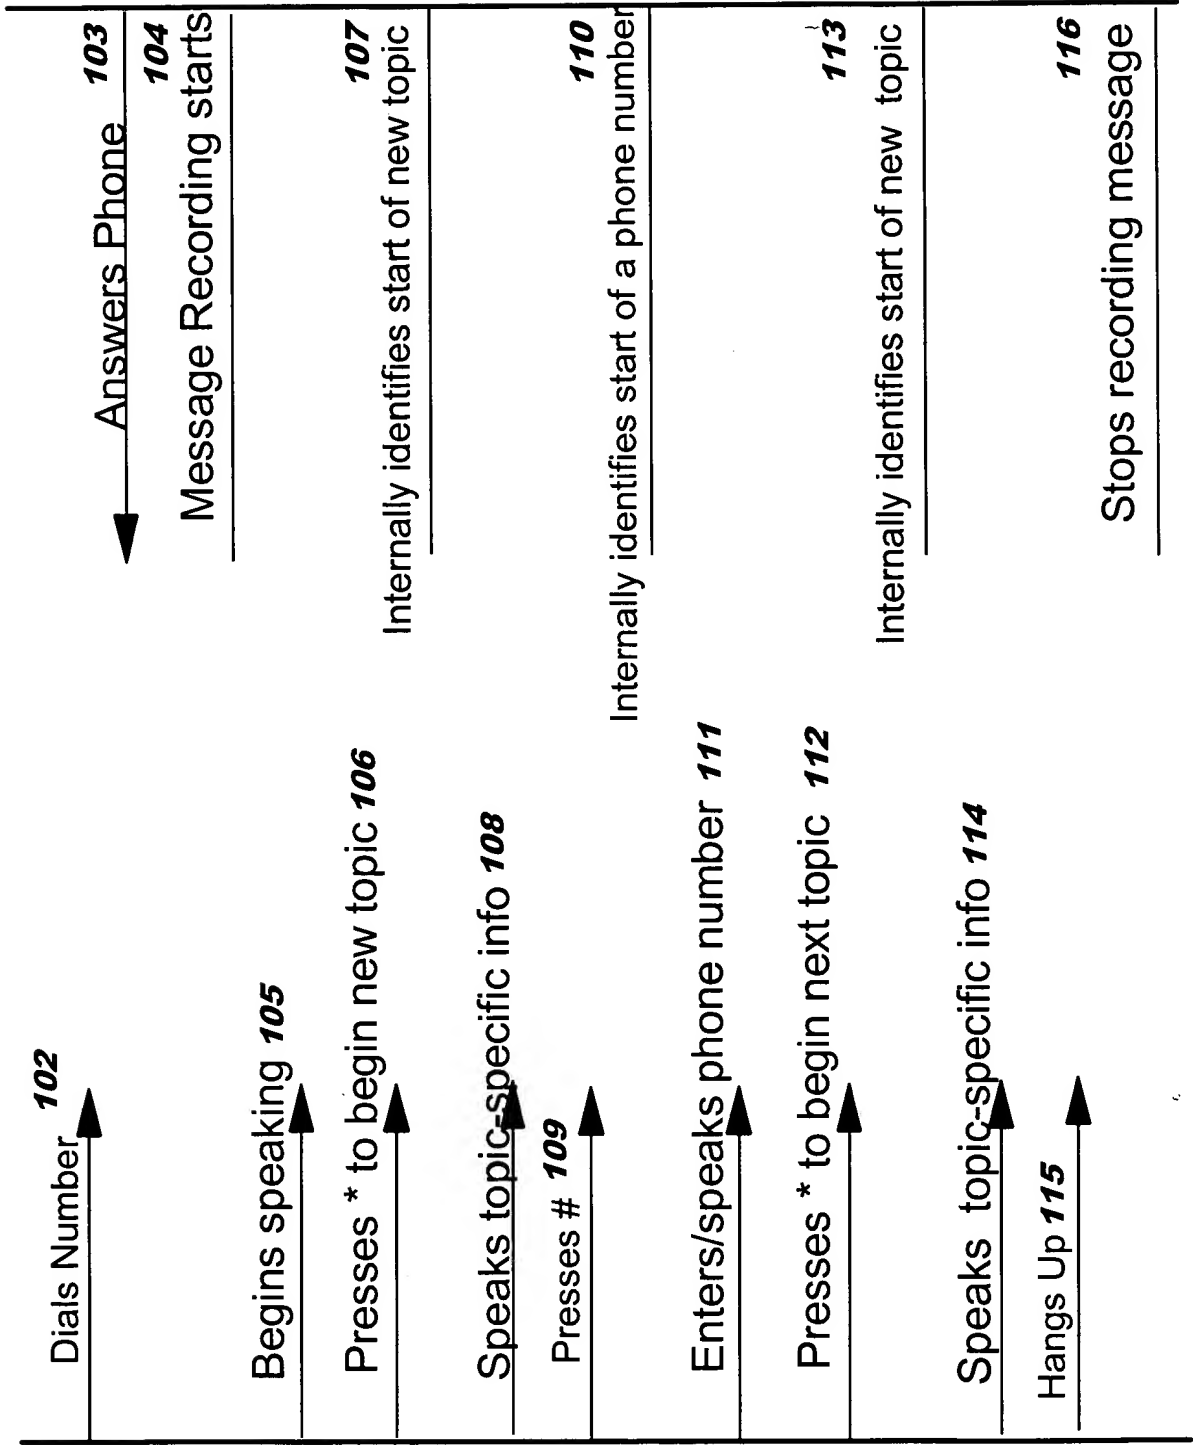 Dials Number 102
Answers Phone 103
Message Recording starts 104
Begins speaking 105
Presses * to begin new topic 106
Internally identifies start of new topic 107
Speaks topic-specific info 108
Presses # 109
Internally identifies start of a phone number 110
Enters/speaks phone number 111
Presses * to begin next topic 112
Internally identifies start of new topic 113
Speaks topic-specific info 114
Hangs Up 115
Stops recording message 116